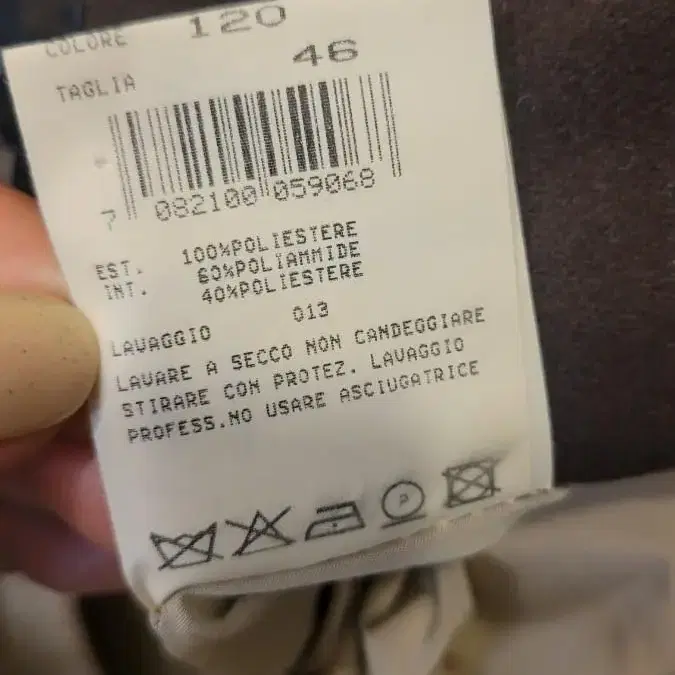 COLORE 120
TAGLIA 46
7 082100 059068
EST. 100%POLIESTERE
INT. 60%POLIAMMIDE
40%POLIESTERE
LAVAGGIO 013
LAVARE A SECCO NON CANDEGGIARE
STIRARE CON PROTEZ. LAVAGGIO
PROFESS.NO USARE ASCIUGATRICE
P